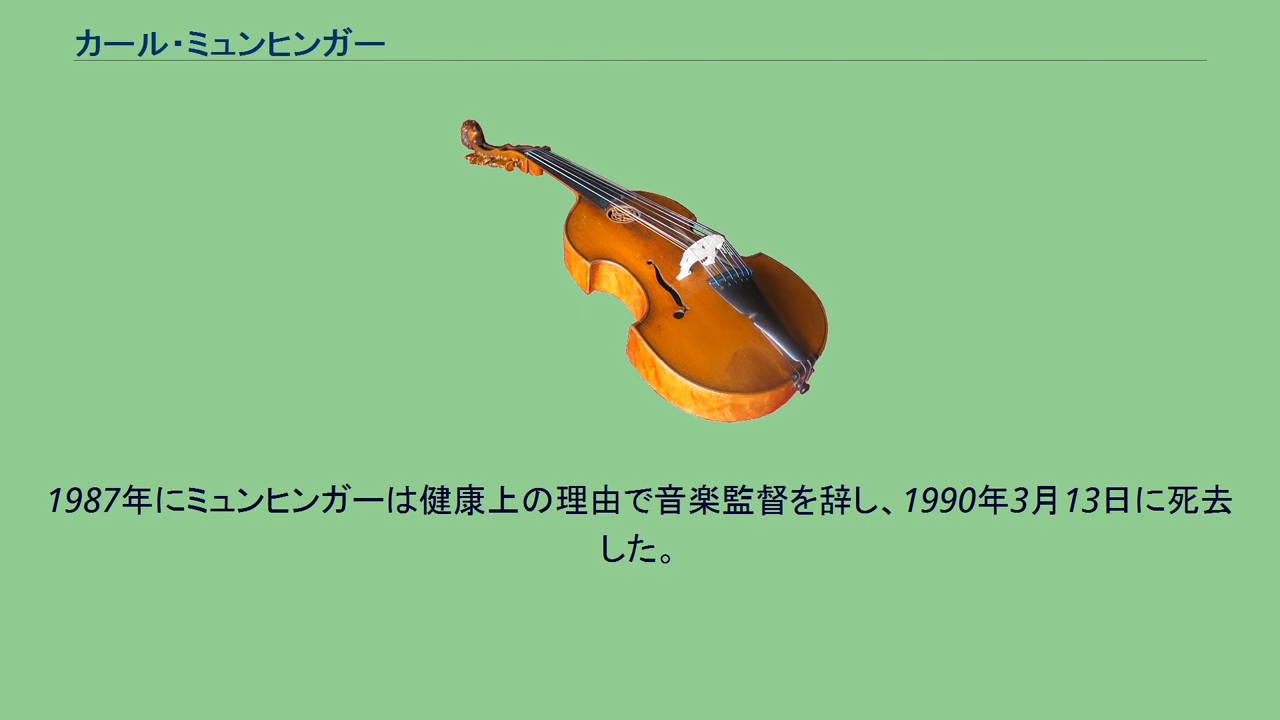 カール・ミュンヒンガー
1987年にミュンヒンガーは健康上の理由で音楽監督を辞し、1990年3月13日に死去
した。